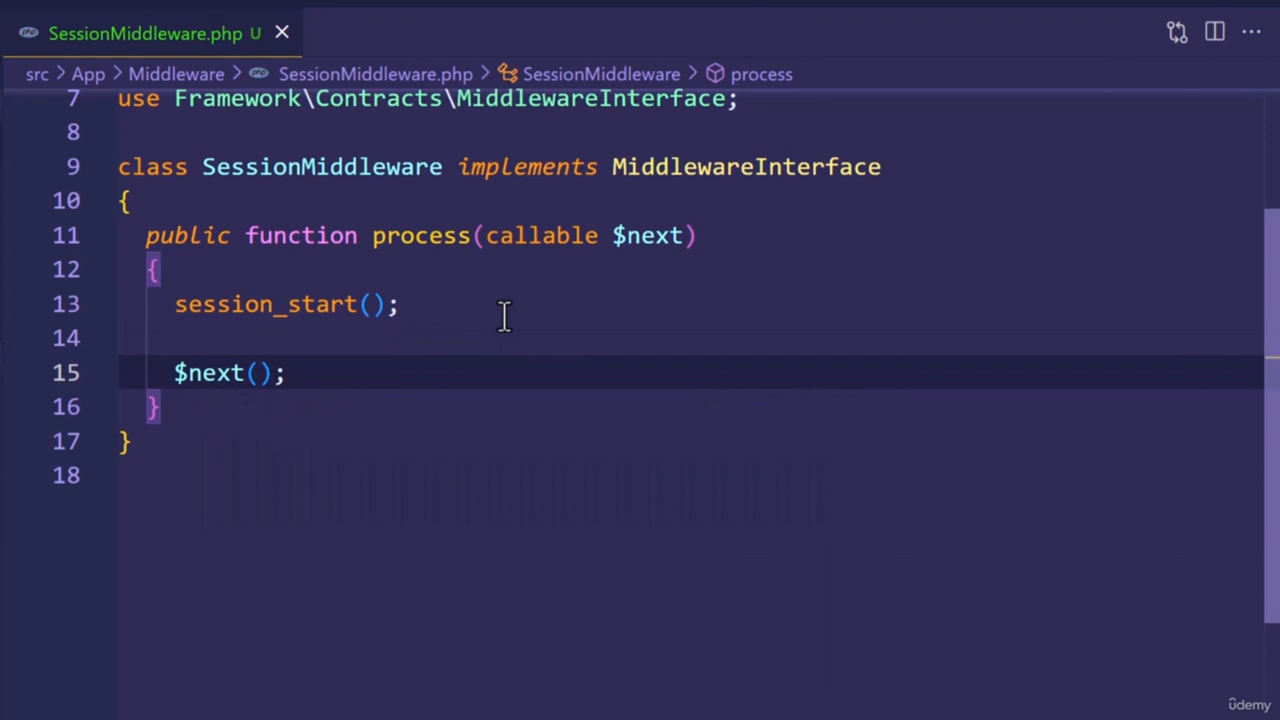 SessionMiddleware.php U
src > App > Middleware > SessionMiddleware.php > SessionMiddleware > process
7 use Framework\Contracts\MiddlewareInterface;
8
9 class SessionMiddleware implements MiddlewareInterface
10 {
11 public function process(callable $next)
12 {
13 session_start();
14
15 $next();
16 }
17 }
18
ûdemy